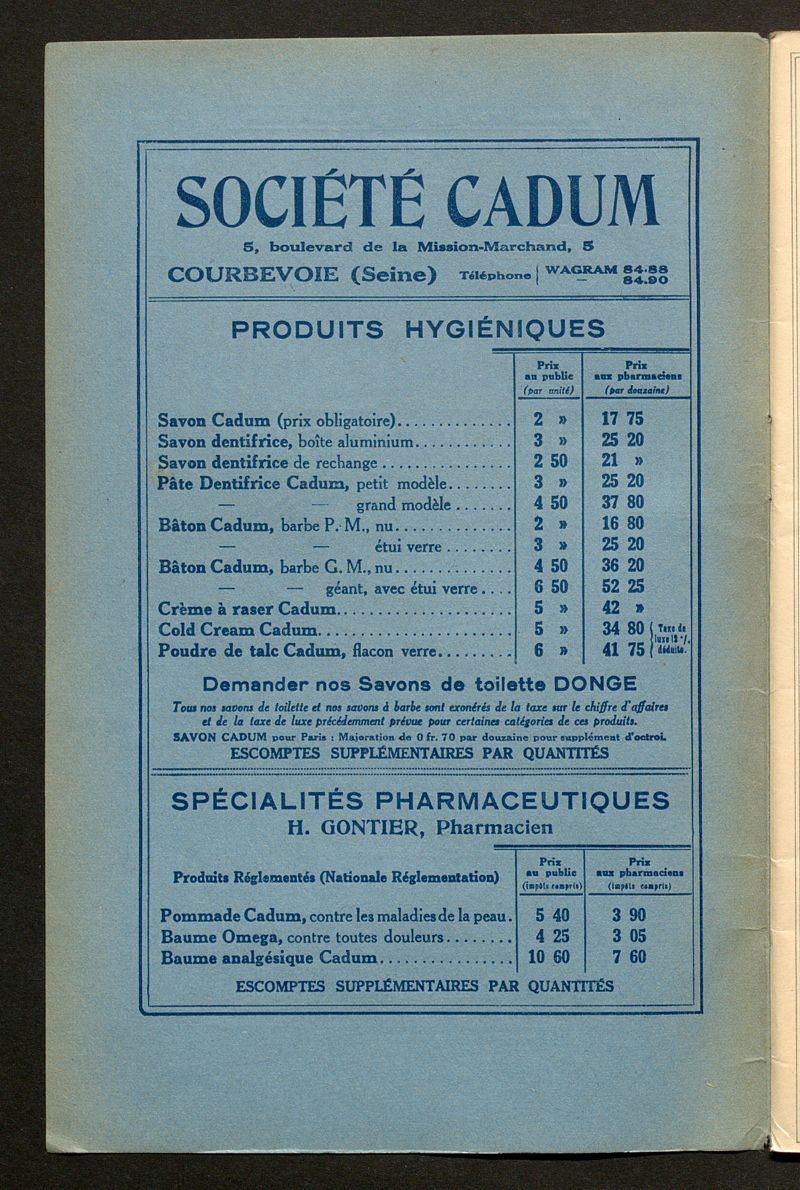 SOCIÉTÉ CADUM
5, boulevard de la Mission-Marchand, 5
COURBEVOIE (Seine) Téléphone { WAGRAM 84-88
— 84.90
PRODUITS HYGIÉNIQUES
Prix au public (par unité) Prix aux pharmaciens (par douzaine)
Savon Cadum (prix obligatoire).............. 2 » 17 75
Savon dentifrice, boîte aluminium............ 3 » 25 20
Savon dentifrice de rechange ................ 2 50 21 »
Pâte Dentifrice Cadum, petit modèle........ 3 » 25 20
— — grand modèle ....... 4 50 37 80
Bâton Cadum, barbe P. M., nu.............. 2 » 16 80
— — étui verre ........ 3 » 25 20
Bâton Cadum, barbe G. M., nu.............. 4 50 36 20
— — géant, avec étui verre .... 6 50 52 25
Crème à raser Cadum..................... 5 » 42 »
Cold Cream Cadum....................... 5 » 34 80 { Taxe de luxe 12 %
Poudre de talc Cadum, flacon verre......... 6 » 41 75 { déduite.
Demander nos Savons de toilette DONGE
Tous nos savons de toilette et nos savons à barbe sont exonérés de la taxe sur le chiffre d'affaires
et de la taxe de luxe précédemment prévue pour certaines catégories de ces produits.
SAVON CADUM pour Paris : Majoration de 0 fr. 70 par douzaine pour supplément d'octroi.
ESCOMPTES SUPPLÉMENTAIRES PAR QUANTITÉS
SPÉCIALITÉS PHARMACEUTIQUES
H. GONTIER, Pharmacien
Produits Réglementés (Nationale Réglementation) Prix au public (impôts compris) Prix aux pharmaciens (impôts compris)
Pommade Cadum, contre les maladies de la peau. 5 40 3 90
Baume Omega, contre toutes douleurs........ 4 25 3 05
Baume analgésique Cadum................ 10 60 7 60
ESCOMPTES SUPPLÉMENTAIRES PAR QUANTITÉS